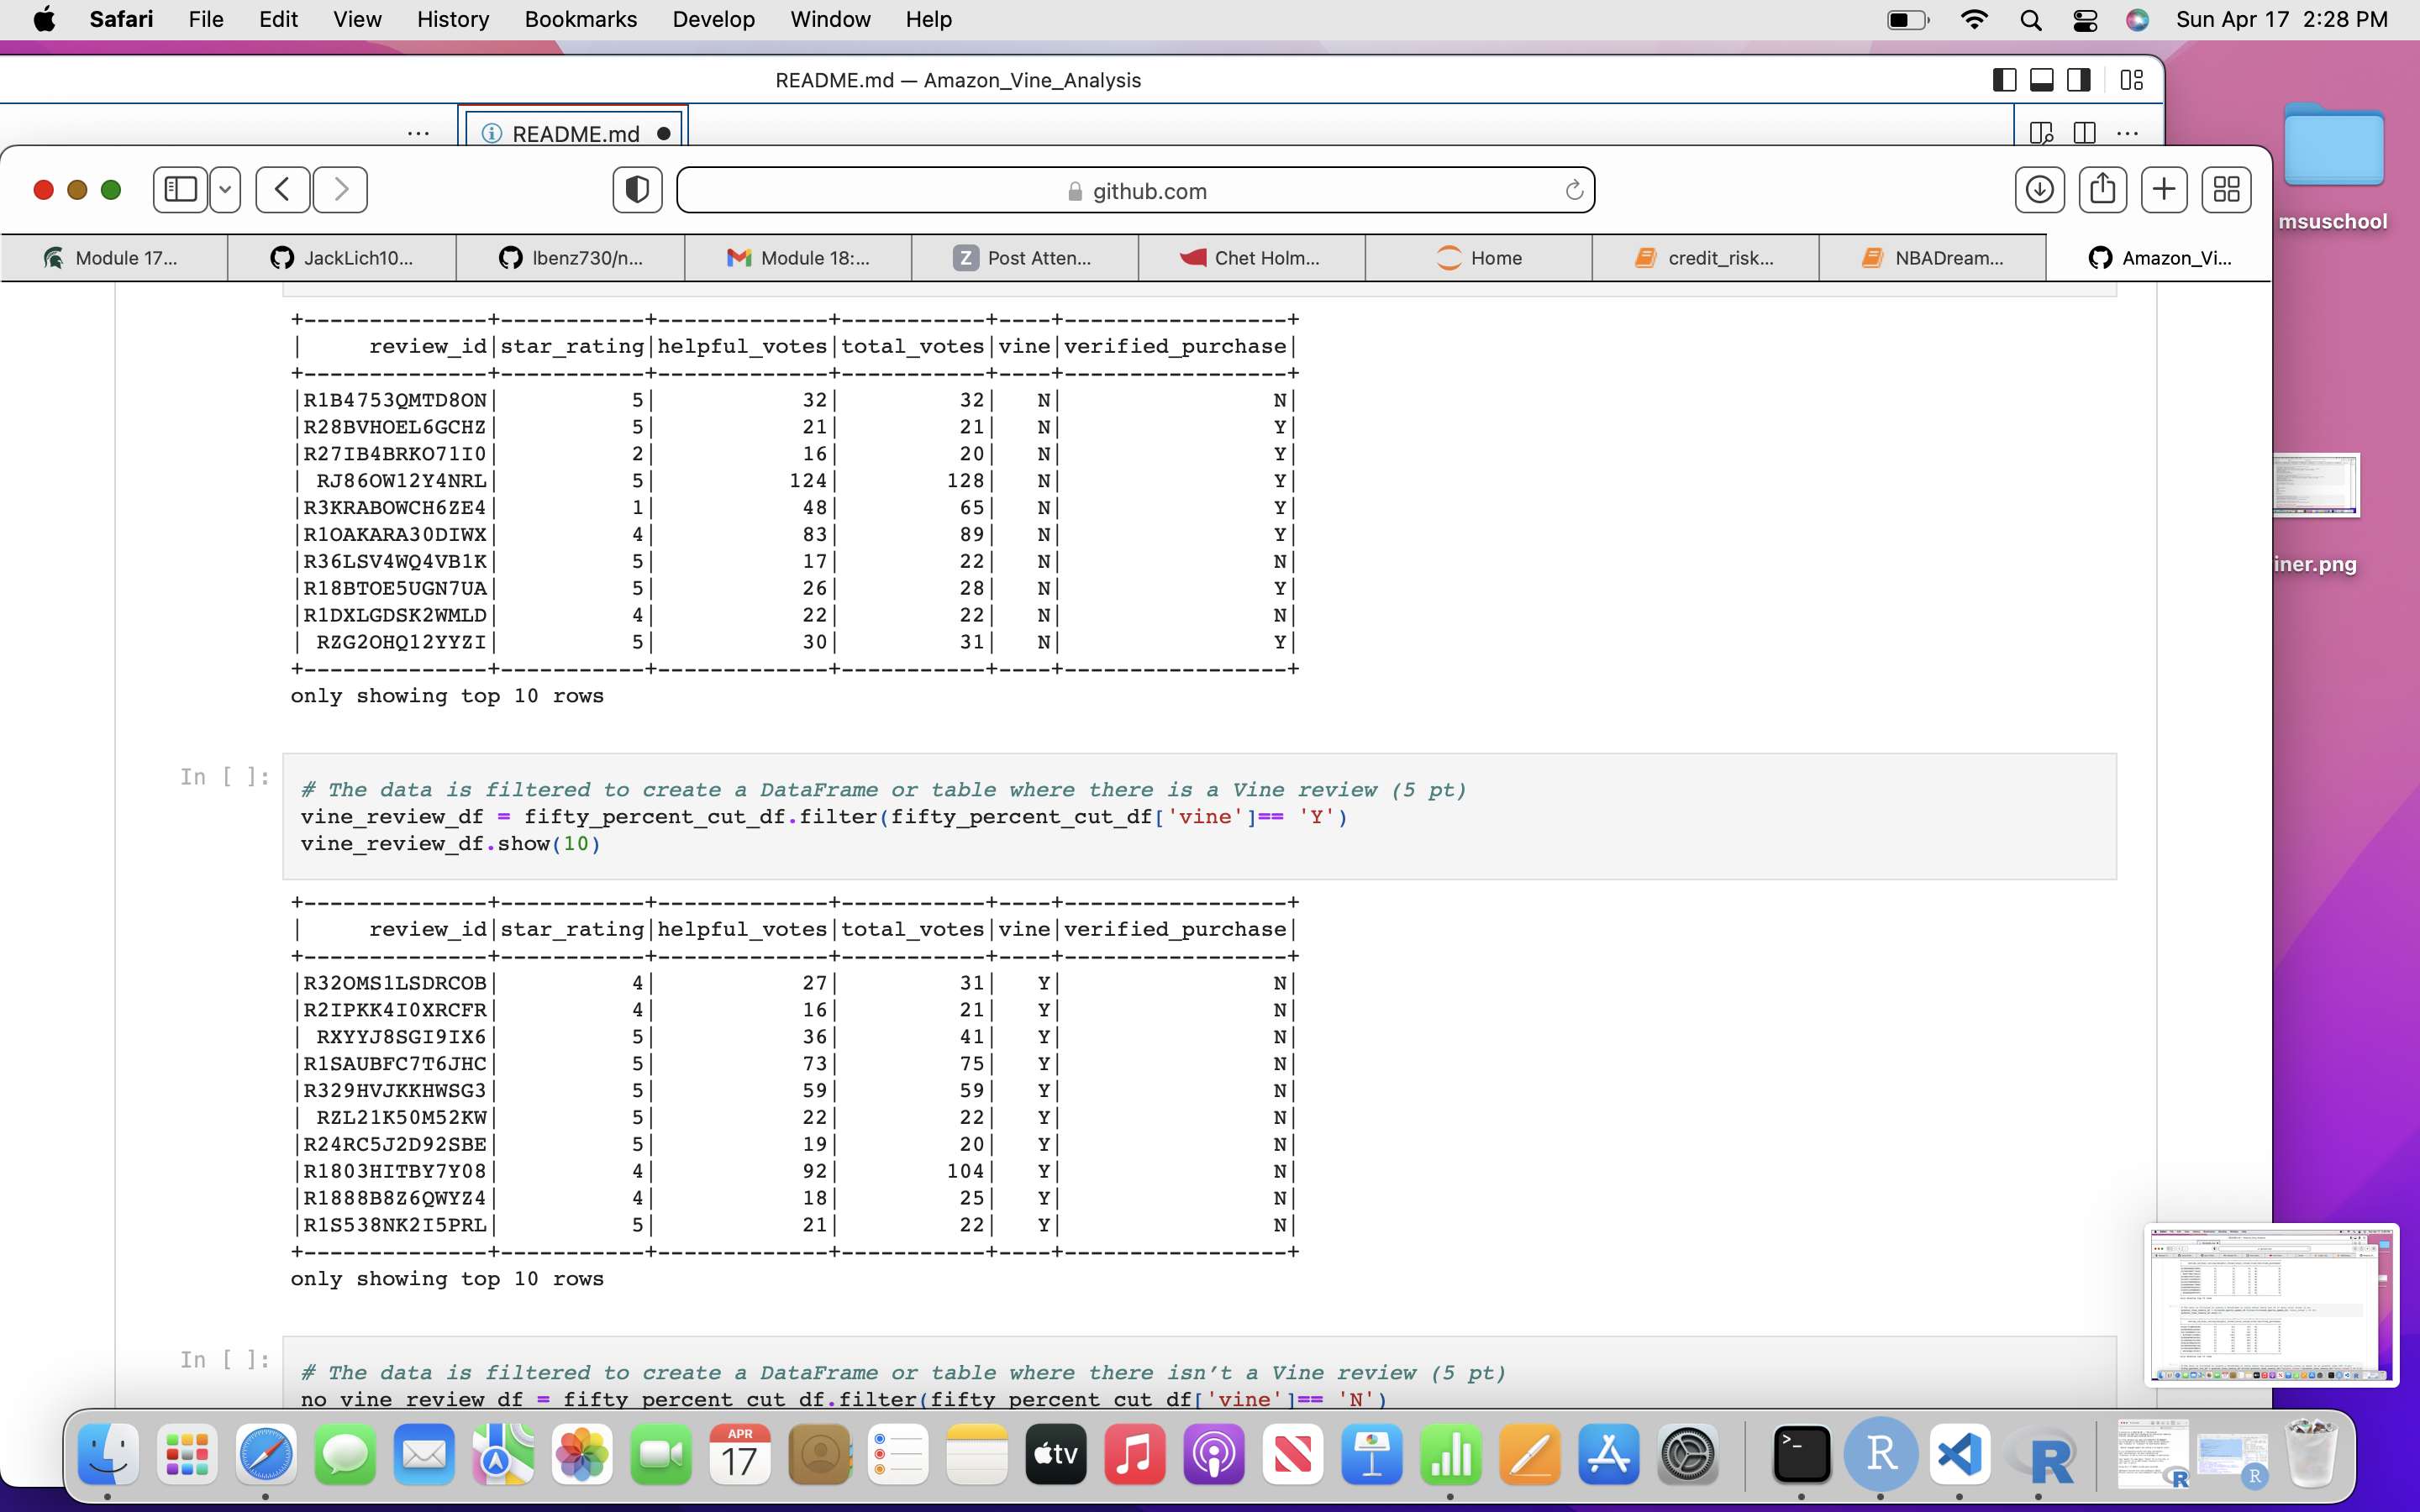 Safari File Edit View History Bookmarks Develop Window Help Sun Apr 17 2:28 PM
README.md — Amazon_Vine_Analysis
README.md
msuschool
github.com
Module 17... JackLich10... lbenz730/n... Module 18:... Post Atten... Chet Holm... Home credit_risk... NBADream... Amazon_Vi...
iner.png
+--------------+-----------+-------------+-----------+----+-----------------+
|     review_id|star_rating|helpful_votes|total_votes|vine|verified_purchase|
+--------------+-----------+-------------+-----------+----+-----------------+
|R1B4753QMTD8ON|          5|           32|         32|   N|                N|
|R28BVHOEL6GCHZ|          5|           21|         21|   N|                Y|
|R27IB4BRKO71I0|          2|           16|         20|   N|                Y|
| RJ86OW12Y4NRL|          5|          124|        128|   N|                Y|
|R3KRABOWCH6ZE4|          1|           48|         65|   N|                Y|
|R1OAKARA30DIWX|          4|           83|         89|   N|                Y|
|R36LSV4WQ4VB1K|          5|           17|         22|   N|                N|
|R18BTOE5UGN7UA|          5|           26|         28|   N|                Y|
|R1DXLGDSK2WMLD|          4|           22|         22|   N|                N|
| RZG2OHQ12YYZI|          5|           30|         31|   N|                Y|
+--------------+-----------+-------------+-----------+----+-----------------+
only showing top 10 rows
In [ ]:
# The data is filtered to create a DataFrame or table where there is a Vine review (5 pt)
vine_review_df = fifty_percent_cut_df.filter(fifty_percent_cut_df['vine']== 'Y')
vine_review_df.show(10)
+--------------+-----------+-------------+-----------+----+-----------------+
|     review_id|star_rating|helpful_votes|total_votes|vine|verified_purchase|
+--------------+-----------+-------------+-----------+----+-----------------+
|R32OMS1LSDRCOB|          4|           27|         31|   Y|                N|
|R2IPKK4I0XRCFR|          4|           16|         21|   Y|                N|
| RXYYJ8SGI9IX6|          5|           36|         41|   Y|                N|
|R1SAUBFC7T6JHC|          5|           73|         75|   Y|                N|
|R329HVJKKHWSG3|          5|           59|         59|   Y|                N|
| RZL21K50M52KW|          5|           22|         22|   Y|                N|
|R24RC5J2D92SBE|          5|           19|         20|   Y|                N|
|R1803HITBY7Y08|          4|           92|        104|   Y|                N|
|R1888B8Z6QWYZ4|          4|           18|         25|   Y|                N|
|R1S538NK2I5PRL|          5|           21|         22|   Y|                N|
+--------------+-----------+-------------+-----------+----+-----------------+
only showing top 10 rows
In [ ]:
# The data is filtered to create a DataFrame or table where there isn’t a Vine review (5 pt)
no_vine_review_df = fifty_percent_cut_df.filter(fifty_percent_cut_df['vine']== 'N')
APR
17
tv